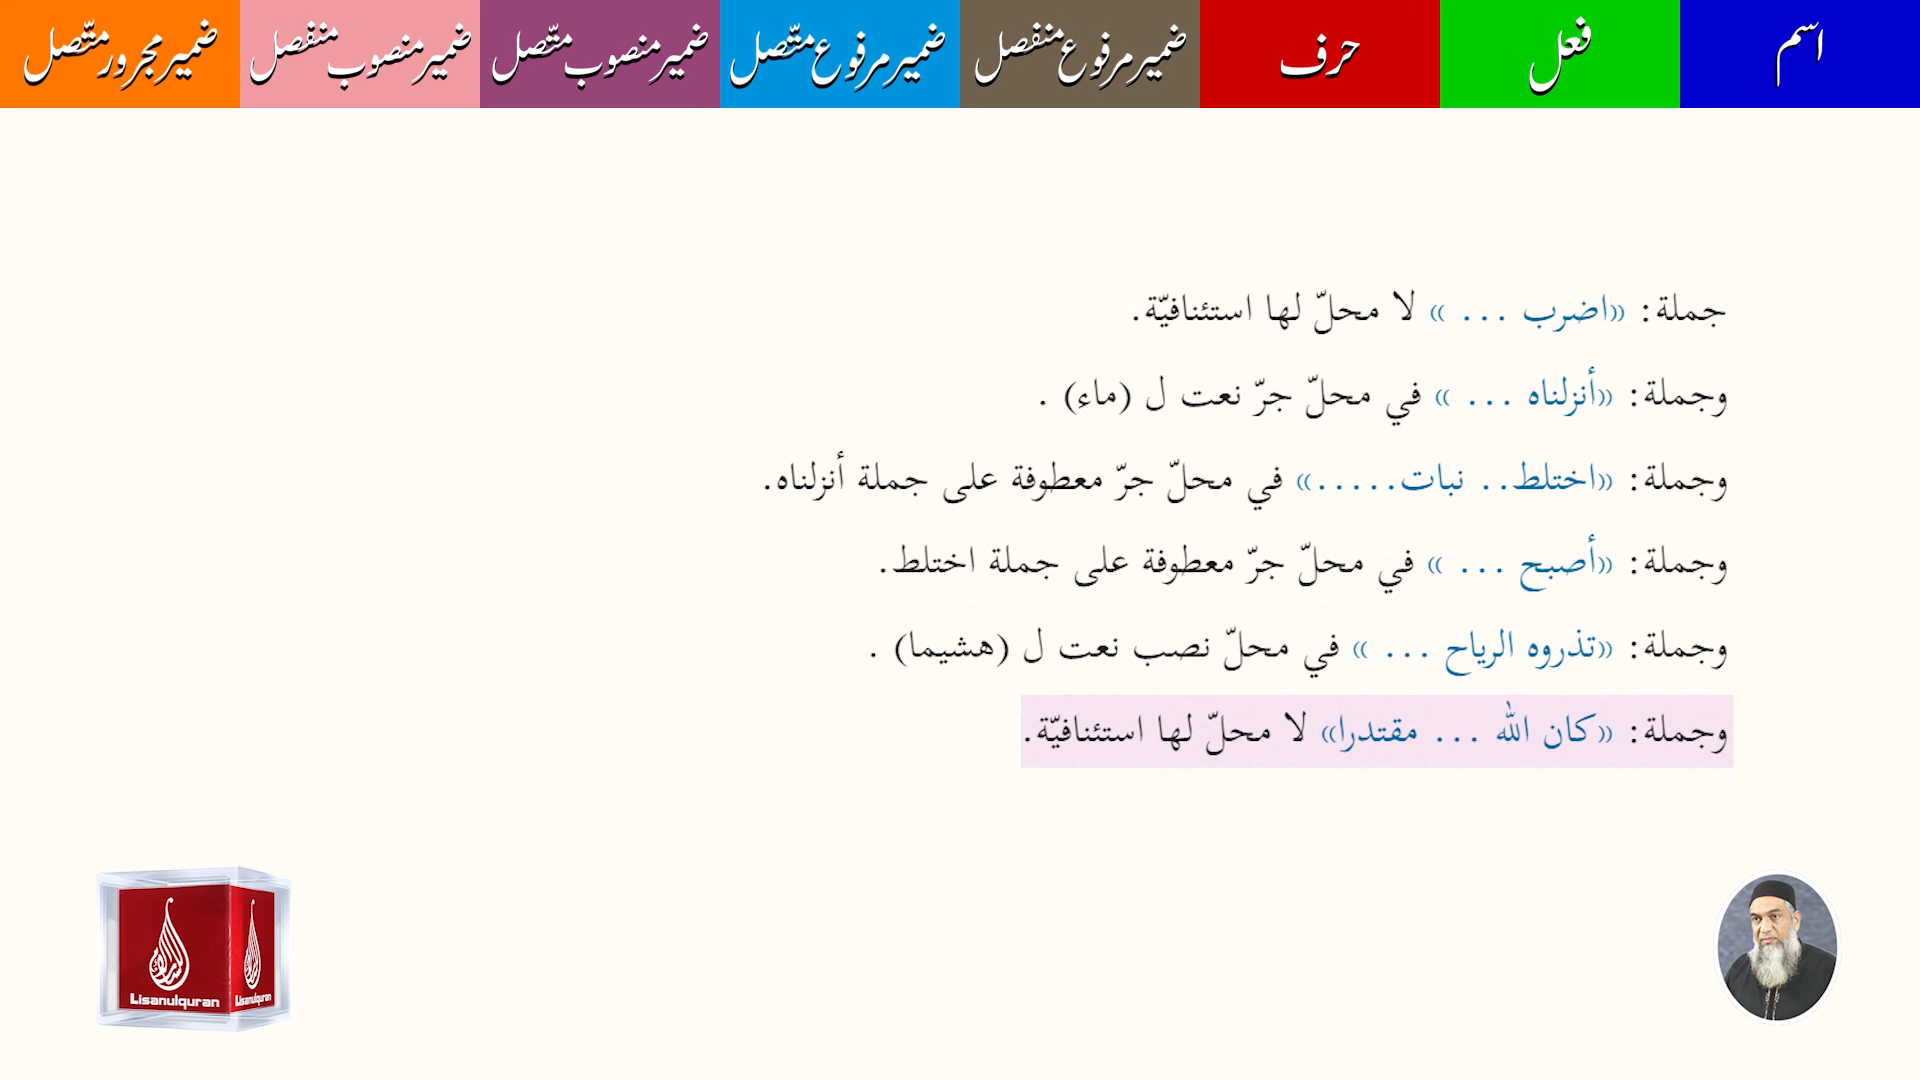 اسم
فعل
حرف
ضمیر مرفوع منفصل
ضمیر مرفوع متّصل
ضمیر منصوب متّصل
ضمیر منصوب منفصل
ضمیر مجرور متّصل
جملة: «اضرب ... » لا محلّ لها استئنافيّة.
وجملة: «أنزلناه ... » في محلّ جرّ نعت ل (ماء) .
وجملة: «اختلط.. نبات.....» في محلّ جرّ معطوفة على جملة أنزلناه.
وجملة: «أصبح ... » في محلّ جرّ معطوفة على جملة اختلط.
وجملة: «تذروه الرياح ... » في محلّ نصب نعت ل (هشيما) .
وجملة: «كان الله ... مقتدرا» لا محلّ لها استئنافيّة.
Lisanulquran
Lisanulquran